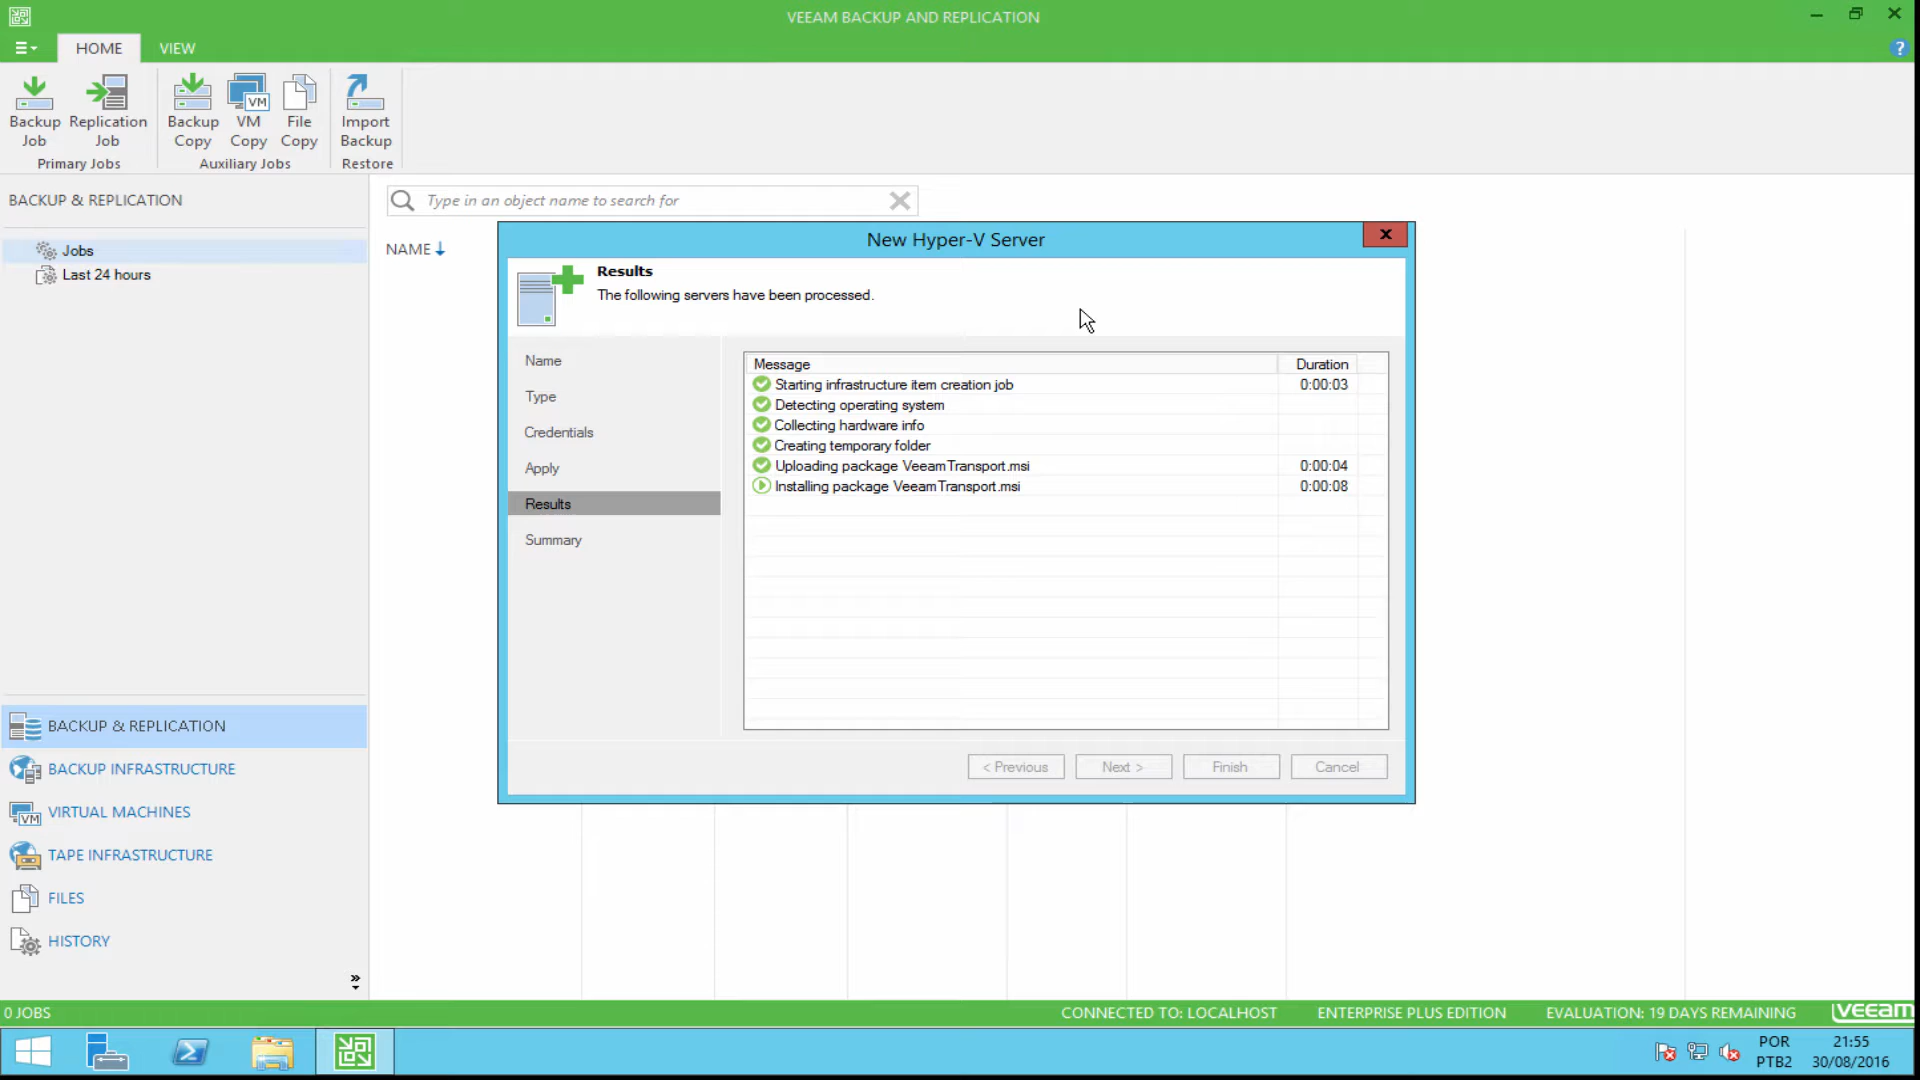 VEEAM BACKUP AND REPLICATION
HOME
VIEW
?
Backup
Job
Replication
Job
Backup
Copy
VM
VM
Copy
File
Copy
Import
Backup
Primary Jobs
Auxiliary Jobs
Restore
BACKUP & REPLICATION
Type in an object name to search for
Jobs
Last 24 hours
NAME
New Hyper-V Server
x
Results
The following servers have been processed.
Name
Type
Credentials
Apply
Results
Summary
Message Duration
Starting infrastructure item creation job 0:00:03
Detecting operating system
Collecting hardware info
Creating temporary folder
Uploading package VeeamTransport.msi 0:00:04
Installing package VeeamTransport.msi 0:00:08
< Previous
Next >
Finish
Cancel
BACKUP & REPLICATION
BACKUP INFRASTRUCTURE
VM
VIRTUAL MACHINES
TAPE INFRASTRUCTURE
FILES
HISTORY
0 JOBS
CONNECTED TO: LOCALHOST
ENTERPRISE PLUS EDITION
EVALUATION: 19 DAYS REMAINING
veeam
POR
PTB2
21:55
30/08/2016